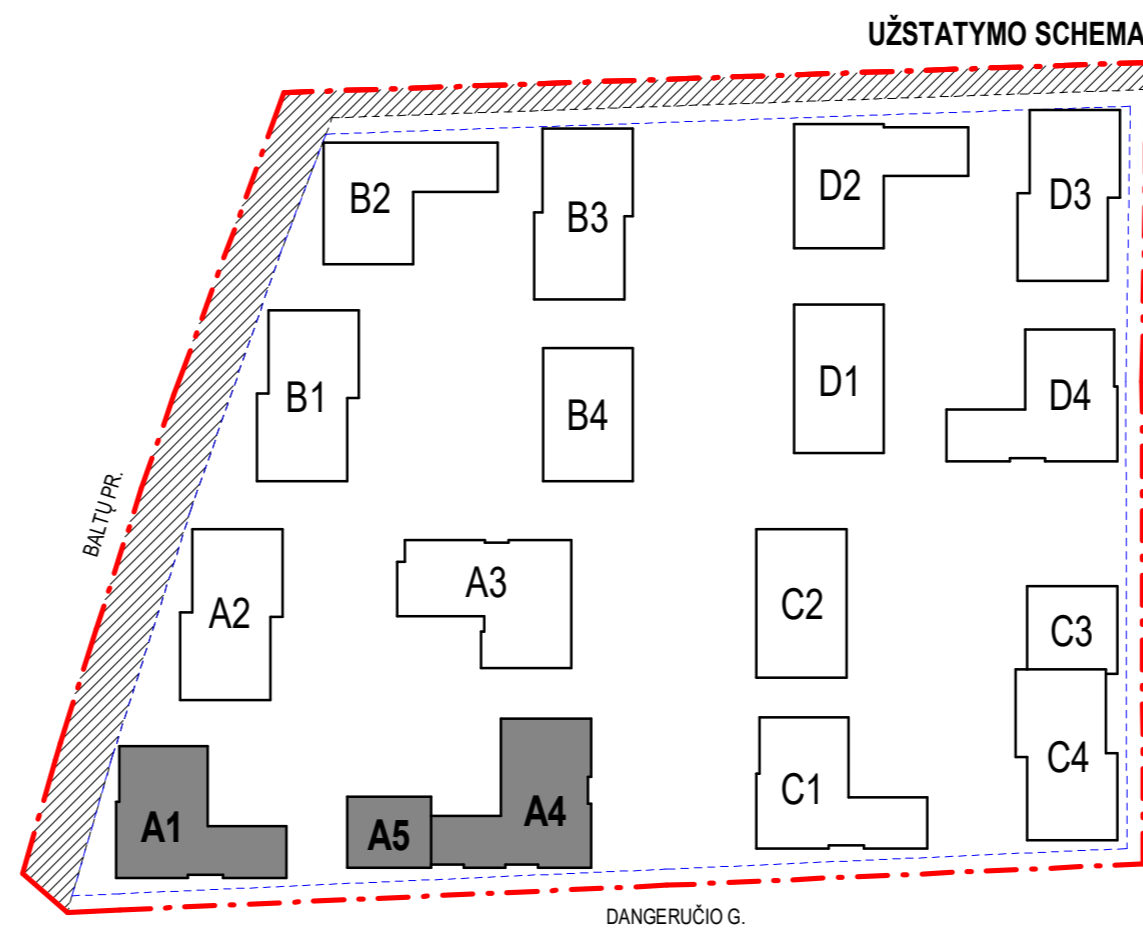 UŽSTATYMO SCHEMA
B2
B3
D2
D3
B1
B4
D1
D4
BALTŲ PR.
A2
A3
C2
C3
A1
A5
A4
C1
C4
DANGERUČIO G.